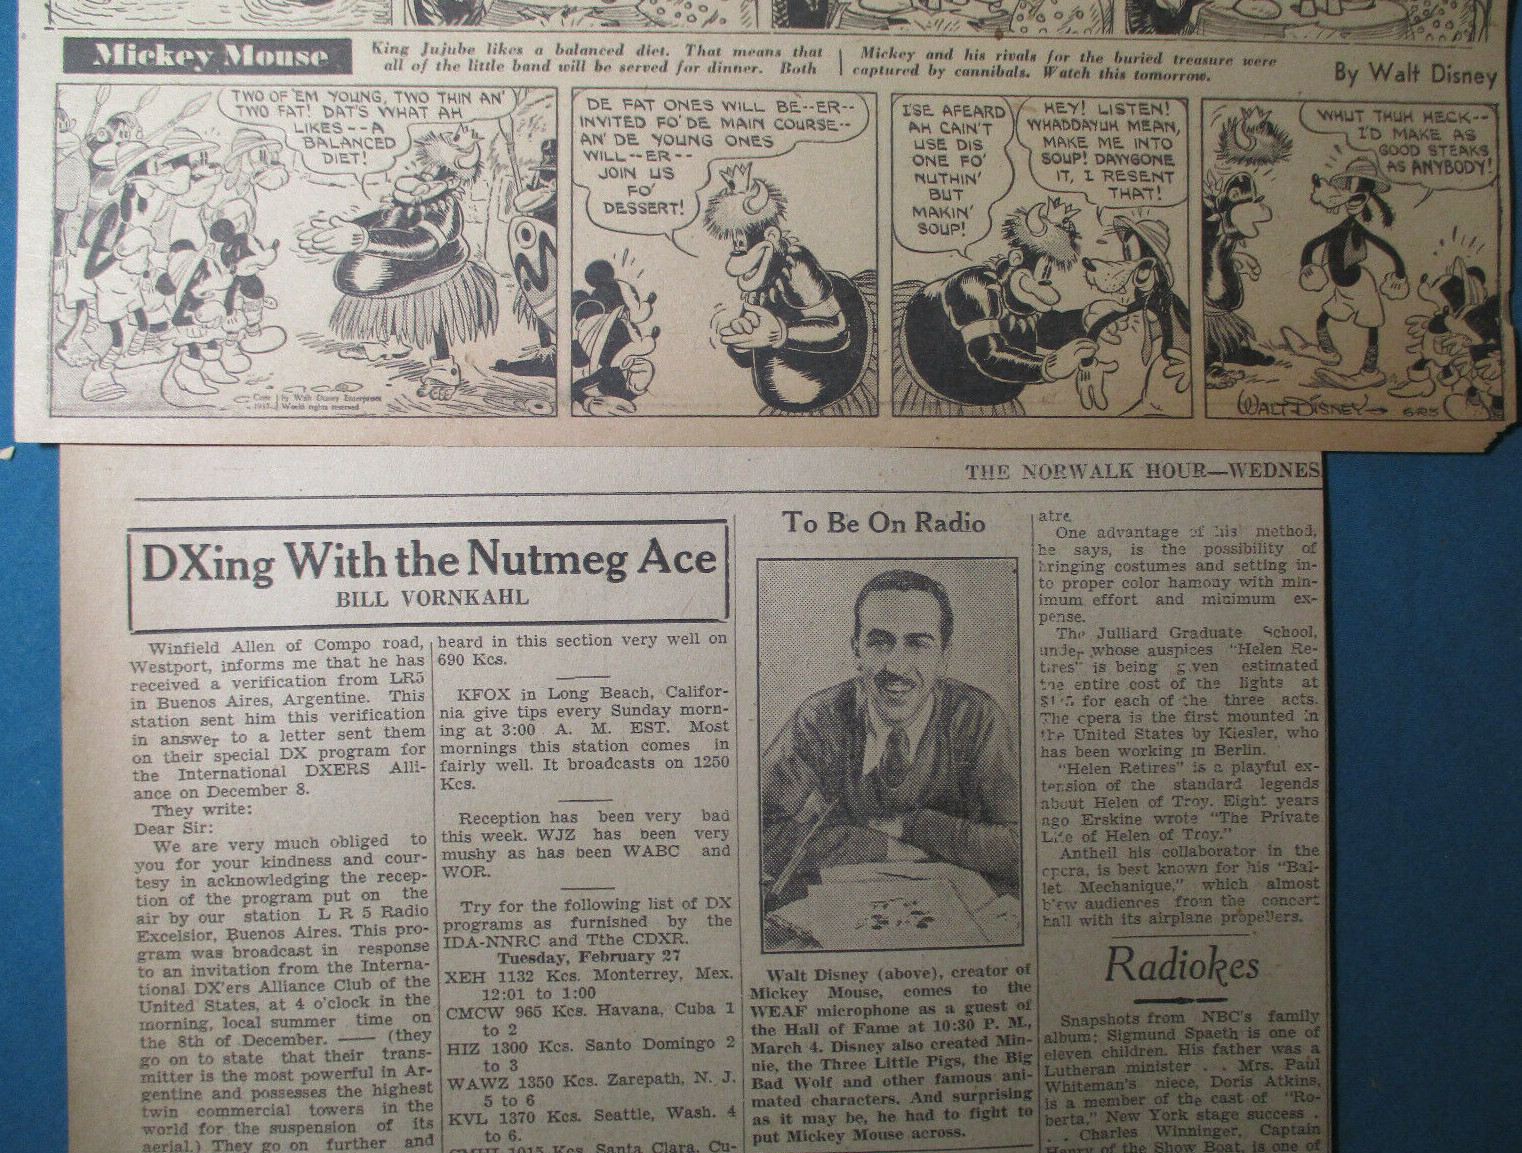 Mickey Mouse
King Jujube likes a balanced diet. That means that
all of the little band will be served for dinner. Both
Mickey and his rivals for the buried treasure were
captured by cannibals. Watch this tomorrow.
By Walt Disney
TWO OF 'EM YOUNG, TWO THIN AN'
TWO FAT! DAT'S WHAT AH
LIKES--A
BALANCED
DIET!
DE FAT ONES WILL BE--ER--
INVITED FO' DE MAIN COURSE--
AN' DE YOUNG ONES
WILL--ER--
JOIN US
FO'
DESSERT!
I'SE AFEARD
AH CAIN'T
USE DIS
ONE FO'
NUTHIN'
BUT
MAKIN'
SOUP!
HEY! LISTEN!
WHADDAYUH MEAN,
MAKE ME INTO
SOUP! DAWGONE
IT, I RESENT
THAT!
WHUT THUH HECK--
I'D MAKE AS
GOOD STEAKS
AS ANYBODY!
by Walt Disney Enterprises
World rights reserved
WALT DISNEY
6-25
THE NORWALK HOUR—WEDNES
DXing With the Nutmeg Ace
BILL VORNKAHL
Winfield Allen of Compo road,
Westport, informs me that he has
received a verification from LR5
in Buenos Aires, Argentine. This
station sent him this verification
in answer to a letter sent them
on their special DX program for
the International DXERS Alli-
ance on December 8.
They write:
Dear Sir:
We are very much obliged to
you for your kindness and cour-
tesy in acknowledging the recep-
tion of the program put on the
air by our station L R 5 Radio
Excelsior, Buenos Aires. This pro-
gram was broadcast in response
to an invitation from the Interna-
tional DX'ers Alliance Club of the
United States, at 4 o'clock in the
morning, local summer time on
the 8th of December. —— (they
go on to state that their trans-
mitter is the most powerful in Ar-
gentine and possesses the highest
twin commercial towers in the
world for the suspension of its
aerial.) They go on further and
heard in this section very well on
690 Kcs.
KFOX in Long Beach, Califor-
nia give tips every Sunday morn-
ing at 3:00 A. M. EST. Most
mornings this station comes in
fairly well. It broadcasts on 1250
Kcs.
Reception has been very bad
this week. WJZ has been very
mushy as has been WABC and
WOR.
Try for the following list of DX
programs as furnished by the
IDA-NNRC and Tthe CDXR.
Tuesday, February 27
XEH 1132 Kcs. Monterrey, Mex.
12:01 to 1:00
CMCW 965 Kcs. Havana, Cuba 1
to 2
HIZ 1300 Kcs. Santo Domingo 2
to 3
WAWZ 1350 Kcs. Zarepath, N. J.
5 to 6
KVL 1370 Kcs. Seattle, Wash. 4
to 6.
1015 Kcs. Santa Clara, Cu-
To Be On Radio
Walt Disney (above), creator of
Mickey Mouse, comes to the
WEAF microphone as a guest of
the Hall of Fame at 10:30 P. M.,
March 4. Disney also created Min-
nie, the Three Little Pigs, the Big
Bad Wolf and other famous ani-
mated characters. And surprising
as it may be, he had to fight to
put Mickey Mouse across.
atre.
One advantage of his method,
he says, is the possibility of
bringing costumes and setting in-
to proper color hamony with min-
imum effort and minimum ex-
pense.
The Julliard Graduate School,
under whose auspices "Helen Re-
tires" is being given estimated
the entire cost of the lights at
for each of the three acts.
The opera is the first mounted in
the United States by Kiesler, who
has been working in Berlin.
"Helen Retires" is a playful ex-
tension of the standard legends
about Helen of Troy. Eight years
ago Erskine wrote "The Private
Life of Helen of Troy."
Antheil his collaborator in the
opera, is best known for his "Bal-
let Mechanique," which almost
blew audiences from the concert
hall with its airplane propellers.
Radiokes
Snapshots from NBC's family
album: Sigmund Spaeth is one of
eleven children. His father was a
Lutheran minister . . Mrs. Paul
Whiteman's niece, Doris Atkins,
is a member of the cast of "Ro-
berta," New York stage success .
. . Charles Winninger, Captain
Henry of the Show Boat, is one of